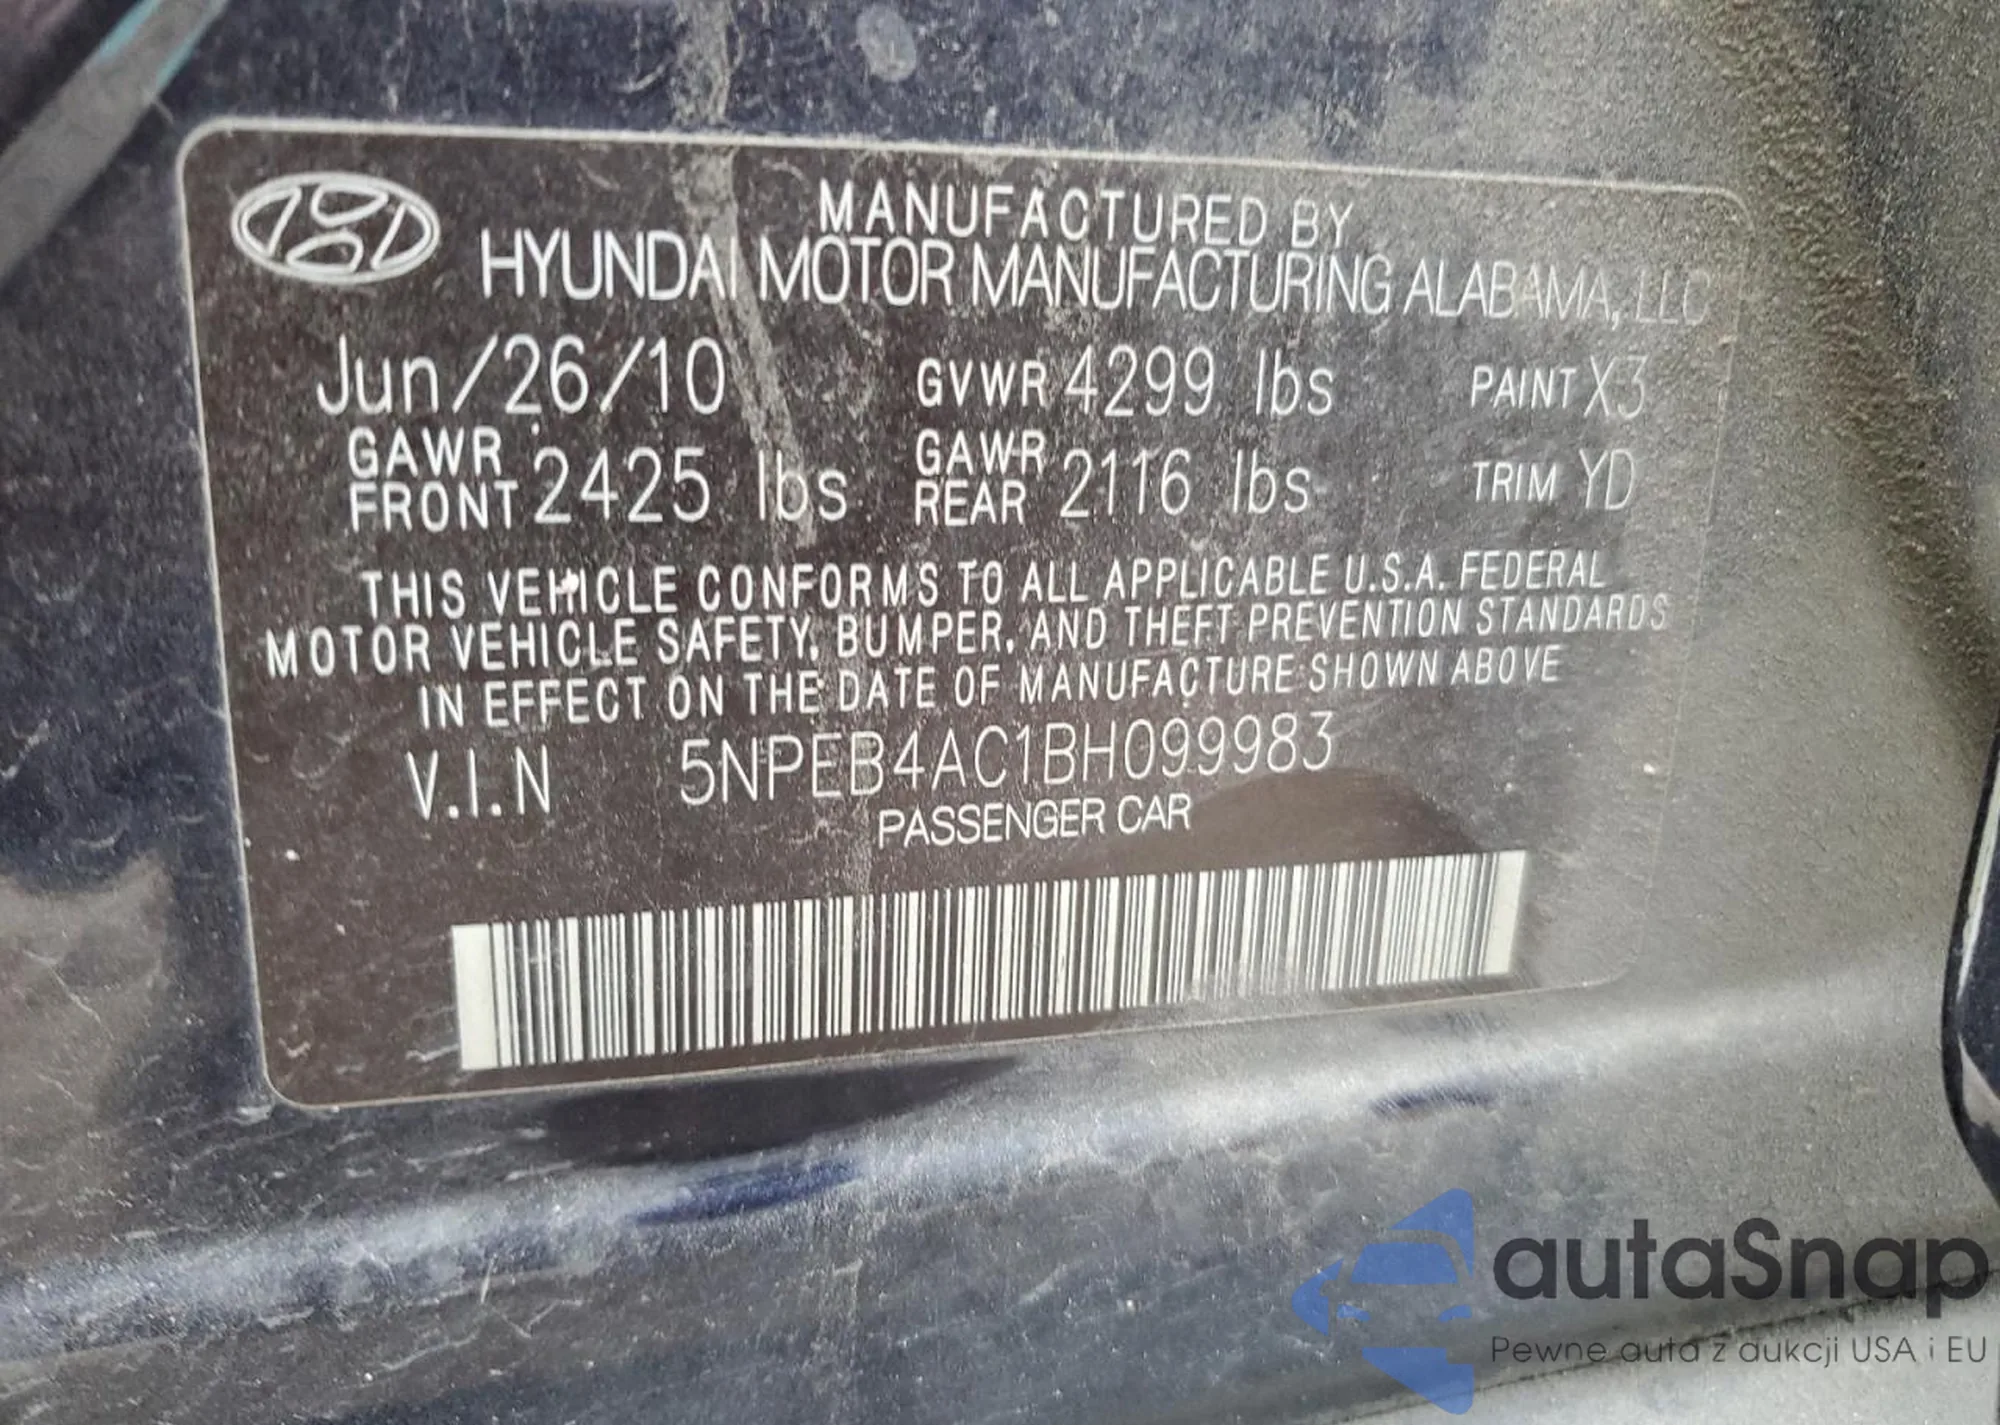 MANUFACTURED BY
HYUNDAI MOTOR MANUFACTURING ALABAMA, LLC
Jun/26/10 GVWR 4299 lbs PAINT X3
GAWR FRONT 2425 lbs GAWR REAR 2116 lbs TRIM YD
THIS VEHICLE CONFORMS TO ALL APPLICABLE U.S.A. FEDERAL
MOTOR VEHICLE SAFETY, BUMPER, AND THEFT PREVENTION STANDARDS
IN EFFECT ON THE DATE OF MANUFACTURE SHOWN ABOVE
V.I.N 5NPEB4AC1BH099983
PASSENGER CAR
autaSnap
Pewne auta z aukcji USA i EU